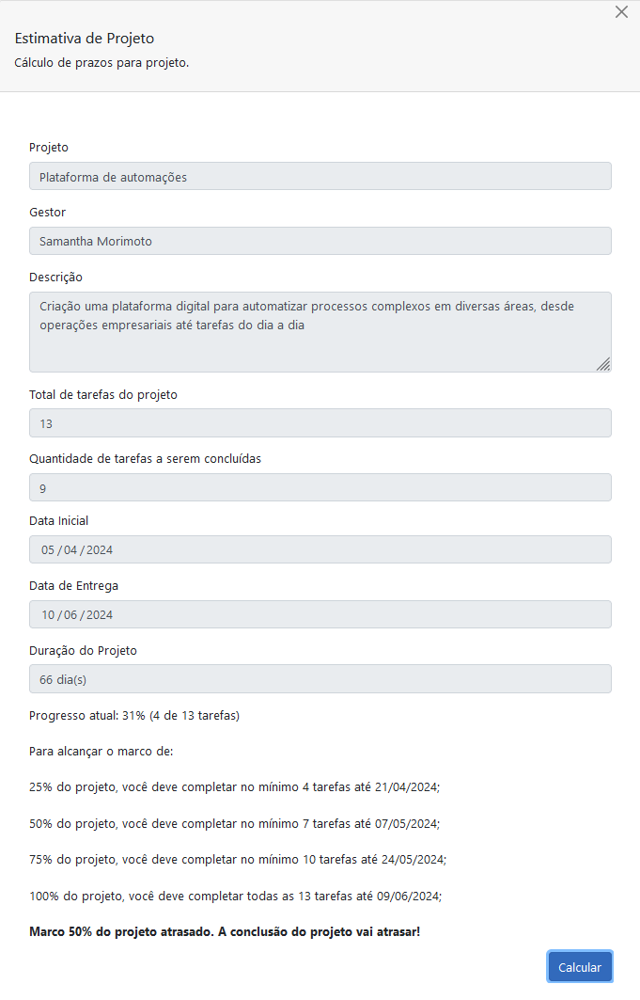 Estimativa de Projeto
Cálculo de prazos para projeto.
Projeto
Plataforma de automações
Gestor
Samantha Morimoto
Descrição
Criação uma plataforma digital para automatizar processos complexos em diversas áreas, desde
operações empresariais até tarefas do dia a dia
Total de tarefas do projeto
13
Quantidade de tarefas a serem concluídas
9
Data Inicial
05/04/2024
Data de Entrega
10/06/2024
Duração do Projeto
66 dia(s)
Progresso atual: 31% (4 de 13 tarefas)
Para alcançar o marco de:
25% do projeto, você deve completar no mínimo 4 tarefas até 21/04/2024;
50% do projeto, você deve completar no mínimo 7 tarefas até 07/05/2024;
75% do projeto, você deve completar no mínimo 10 tarefas até 24/05/2024;
100% do projeto, você deve completar todas as 13 tarefas até 09/06/2024;
Marco 50% do projeto atrasado. A conclusão do projeto vai atrasar!
Calcular